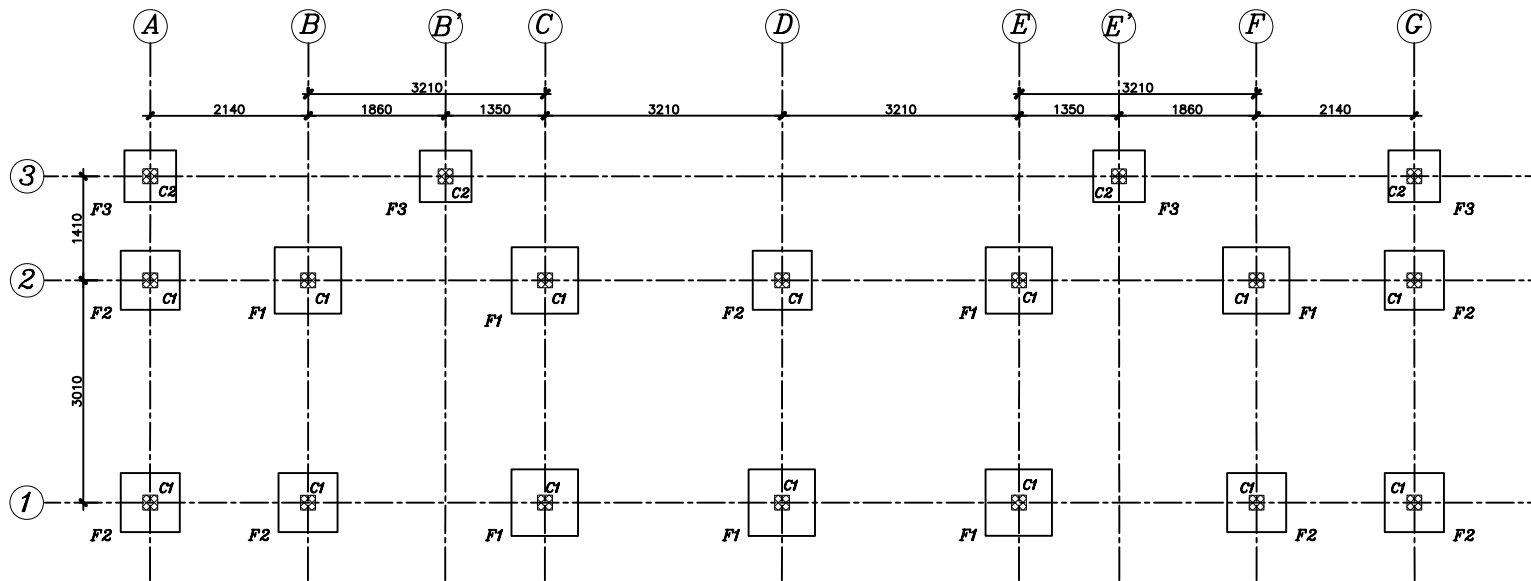 A B B' C D E E' F G
3210 3210
2140 1860 1350 3210 3210 1350 1860 2140
3
C2 C2 C2 C2
F3 F3 F3 F3
1410
2
C1 C1 C1 C1 C1 C1 C1
F2 F1 F1 F2 F1 F1 F2
3010
C1 C1 C1 C1 C1 C1 C1
1
F2 F2 F1 F1 F1 F2 F2